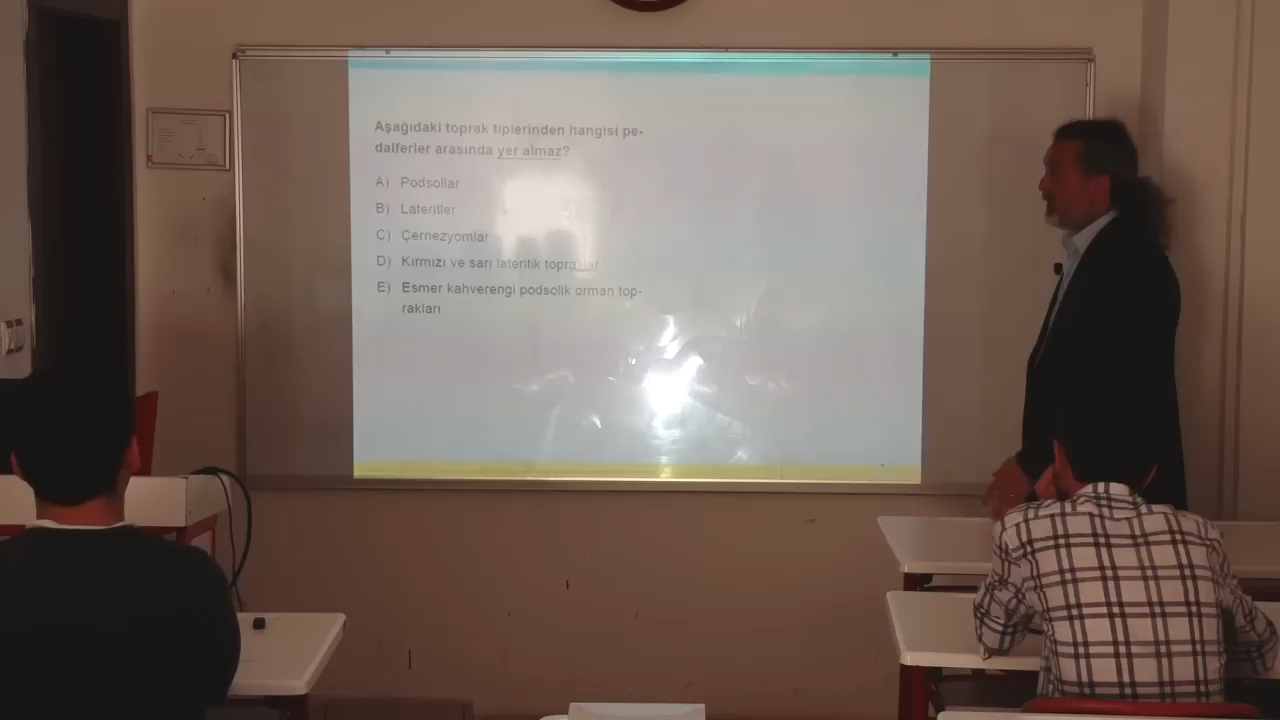 Aşağıdaki toprak tiplerinden hangisi pe-
dalferler arasında yer almaz?
A) Podsollar
B) Lateritler
C) Çernezyomlar
D) Kırmızı ve sarı lateritik topraklar
E) Esmer kahverengi podsolik orman top-
rakları